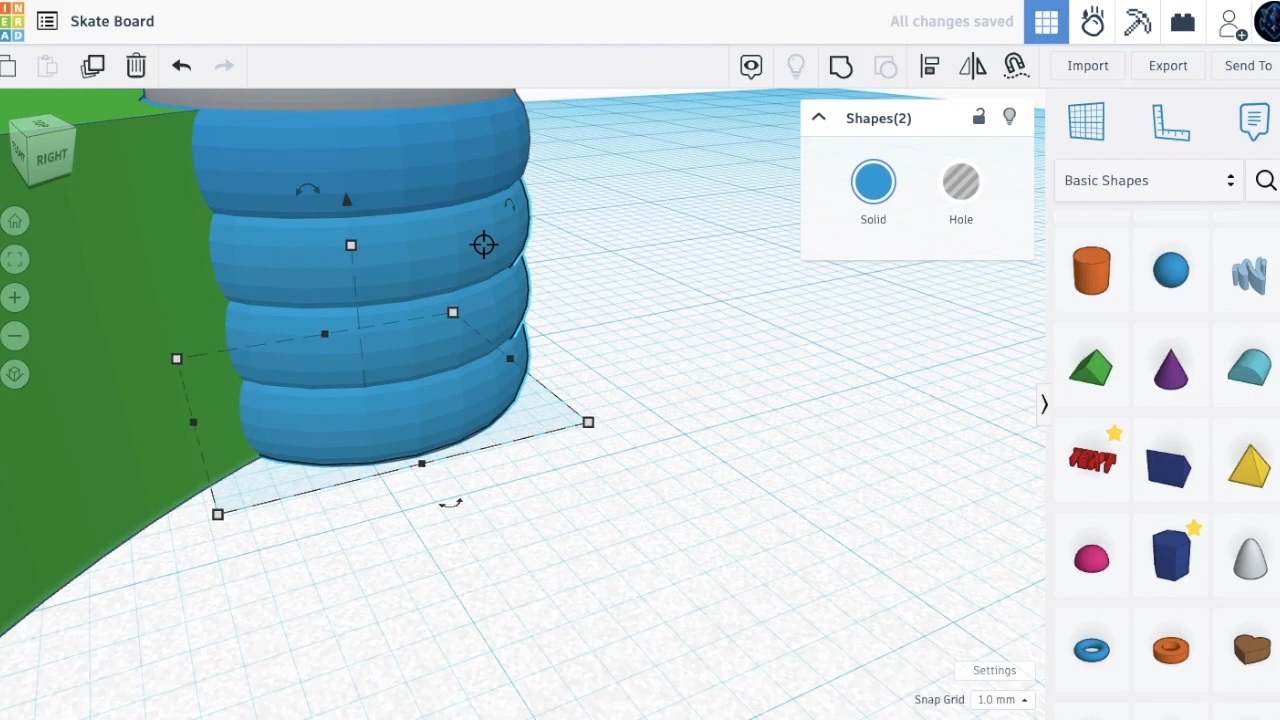 Skate Board
All changes saved
Import
Export
Send To
Shapes(2)
Solid
Hole
RIGHT
Basic Shapes
TEXT
Settings
Snap Grid
1.0 mm